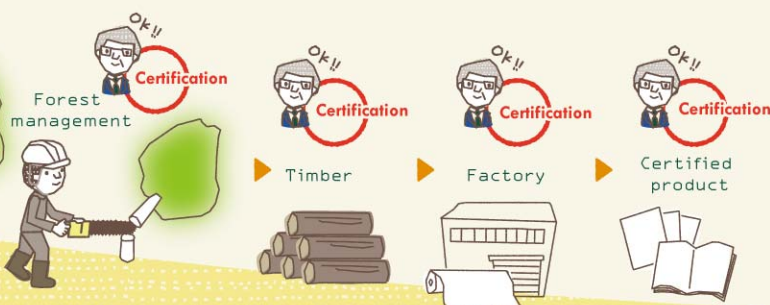 OK!!
Certification
Forest
management
OK!!
Certification
Timber
OK!!
Certification
Factory
OK!!
Certification
Certified
product